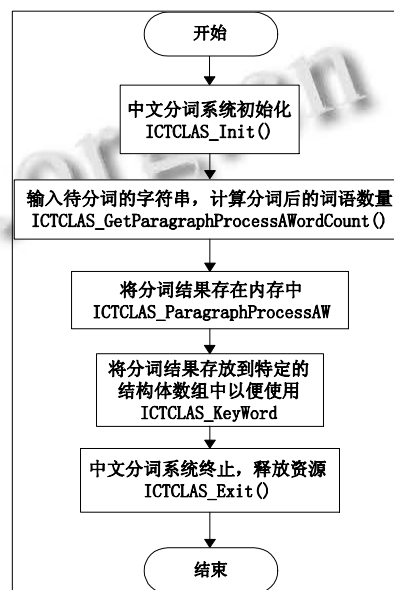 开始
中文分词系统初始化
ICTCLAS_Init()
输入待分词的字符串，计算分词后的词语数量
ICTCLAS_GetParagraphProcessAWordCount()
将分词结果存在内存中
ICTCLAS_ParagraphProcessAW
将分词结果存放到特定的
结构体数组中以便使用
ICTCLAS_KeyWord
中文分词系统终止，释放资源
ICTCLAS_Exit()
结束